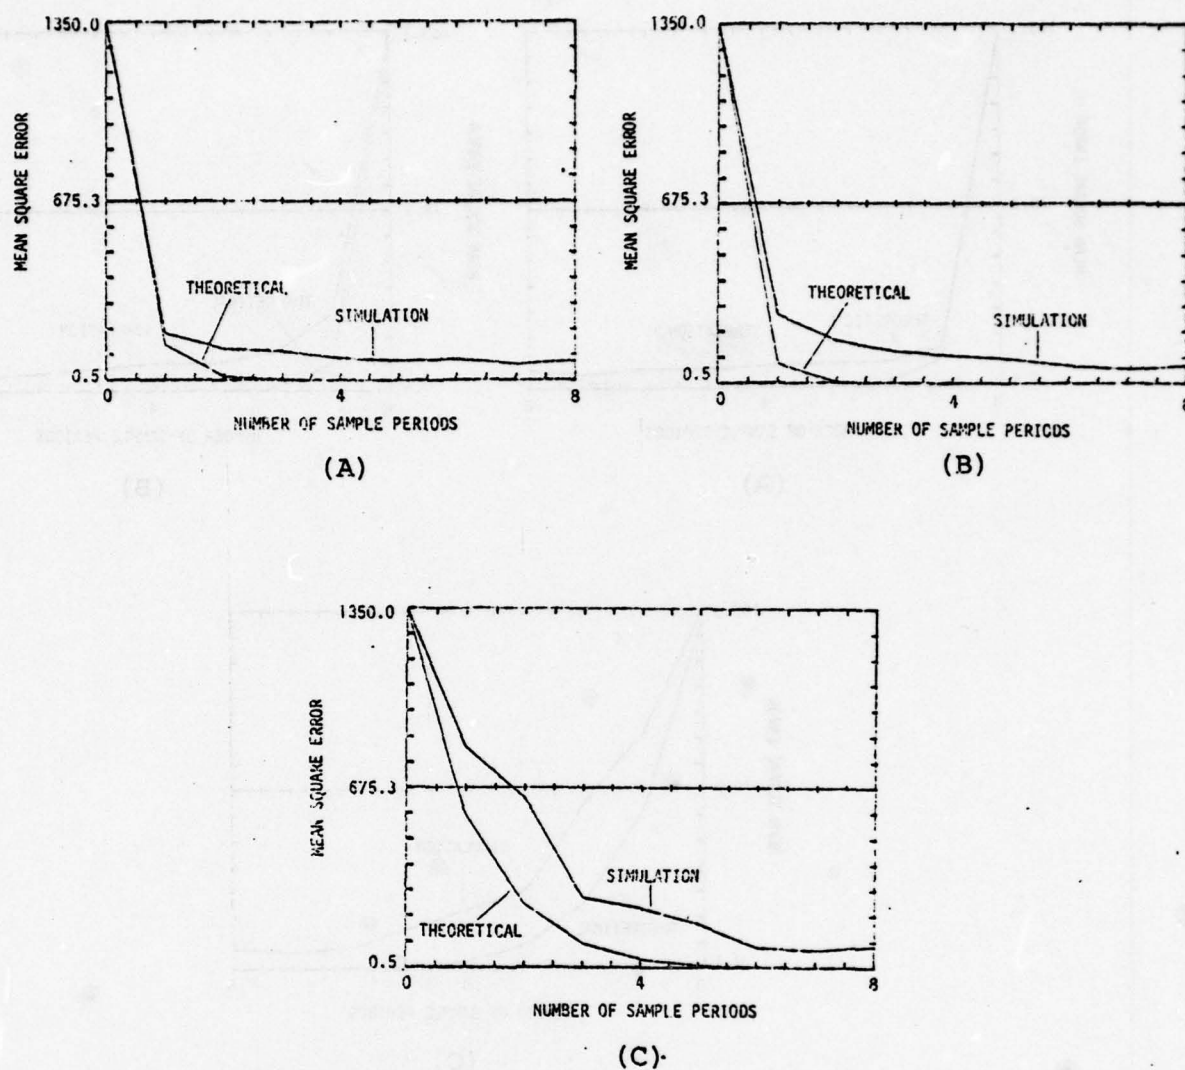 1350.0
MEAN SQUARE ERROR
675.3
THEORETICAL
SIMULATION
0.5
0 4 8
NUMBER OF SAMPLE PERIODS
(A)
1350.0
MEAN SQUARE ERROR
675.3
THEORETICAL
SIMULATION
0.5
0 4 8
NUMBER OF SAMPLE PERIODS
(B)
1350.0
MEAN SQUARE ERROR
675.3
SIMULATION
THEORETICAL
0.5
0 4 8
NUMBER OF SAMPLE PERIODS
(C)